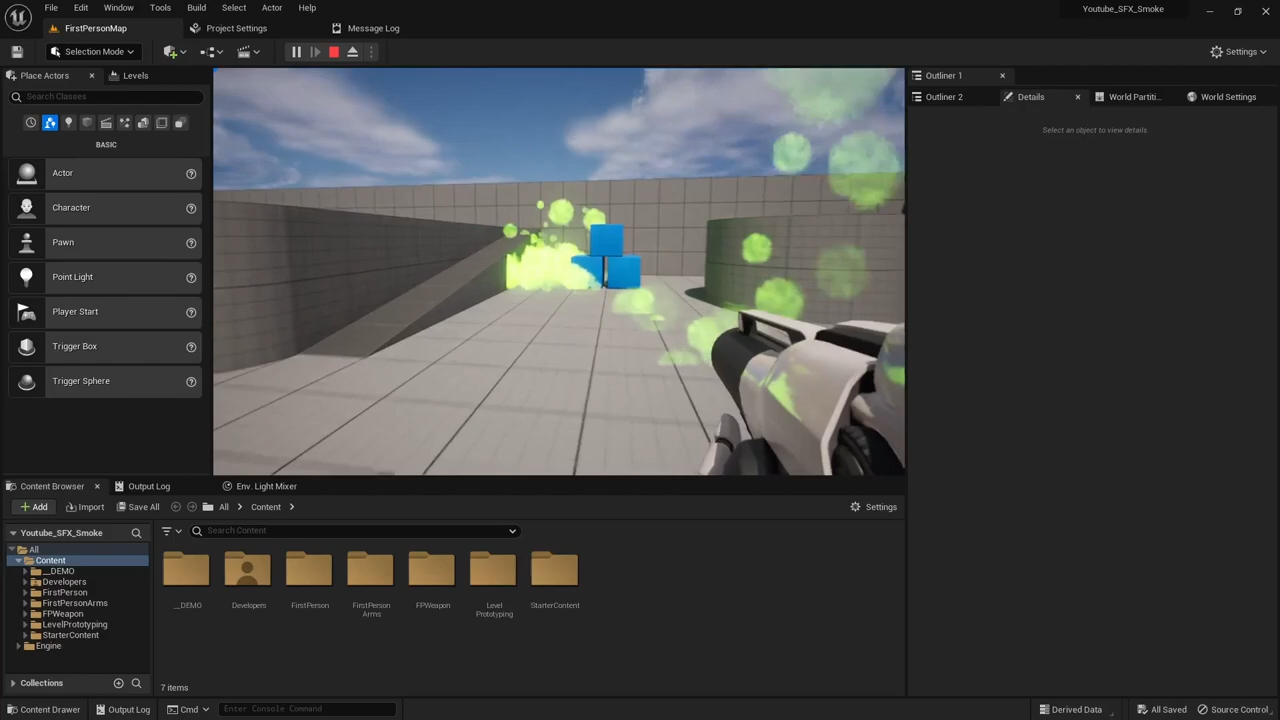 File Edit Window Tools Build Select Actor Help
Youtube_SFX_Smoke
FirstPersonMap
Project Settings
Message Log
Selection Mode
Settings
Place Actors
Levels
Search Classes
BASIC
Actor
Character
Pawn
Point Light
Player Start
Trigger Box
Trigger Sphere
Outliner 1
Outliner 2
Details
World Partiti...
World Settings
Select an object to view details.
Content Browser
Output Log
Env. Light Mixer
Add
Import
Save All
All
Content
Settings
Youtube_SFX_Smoke
Search Content
All
Content
__DEMO
Developers
FirstPerson
FirstPersonArms
FPWeapon
LevelPrototyping
StarterContent
Engine
__DEMO
Developers
FirstPerson
FirstPerson
Arms
FPWeapon
Level
Prototyping
StarterContent
Collections
7 items
Content Drawer
Output Log
Cmd
Enter Console Command
Derived Data
All Saved
Source Control